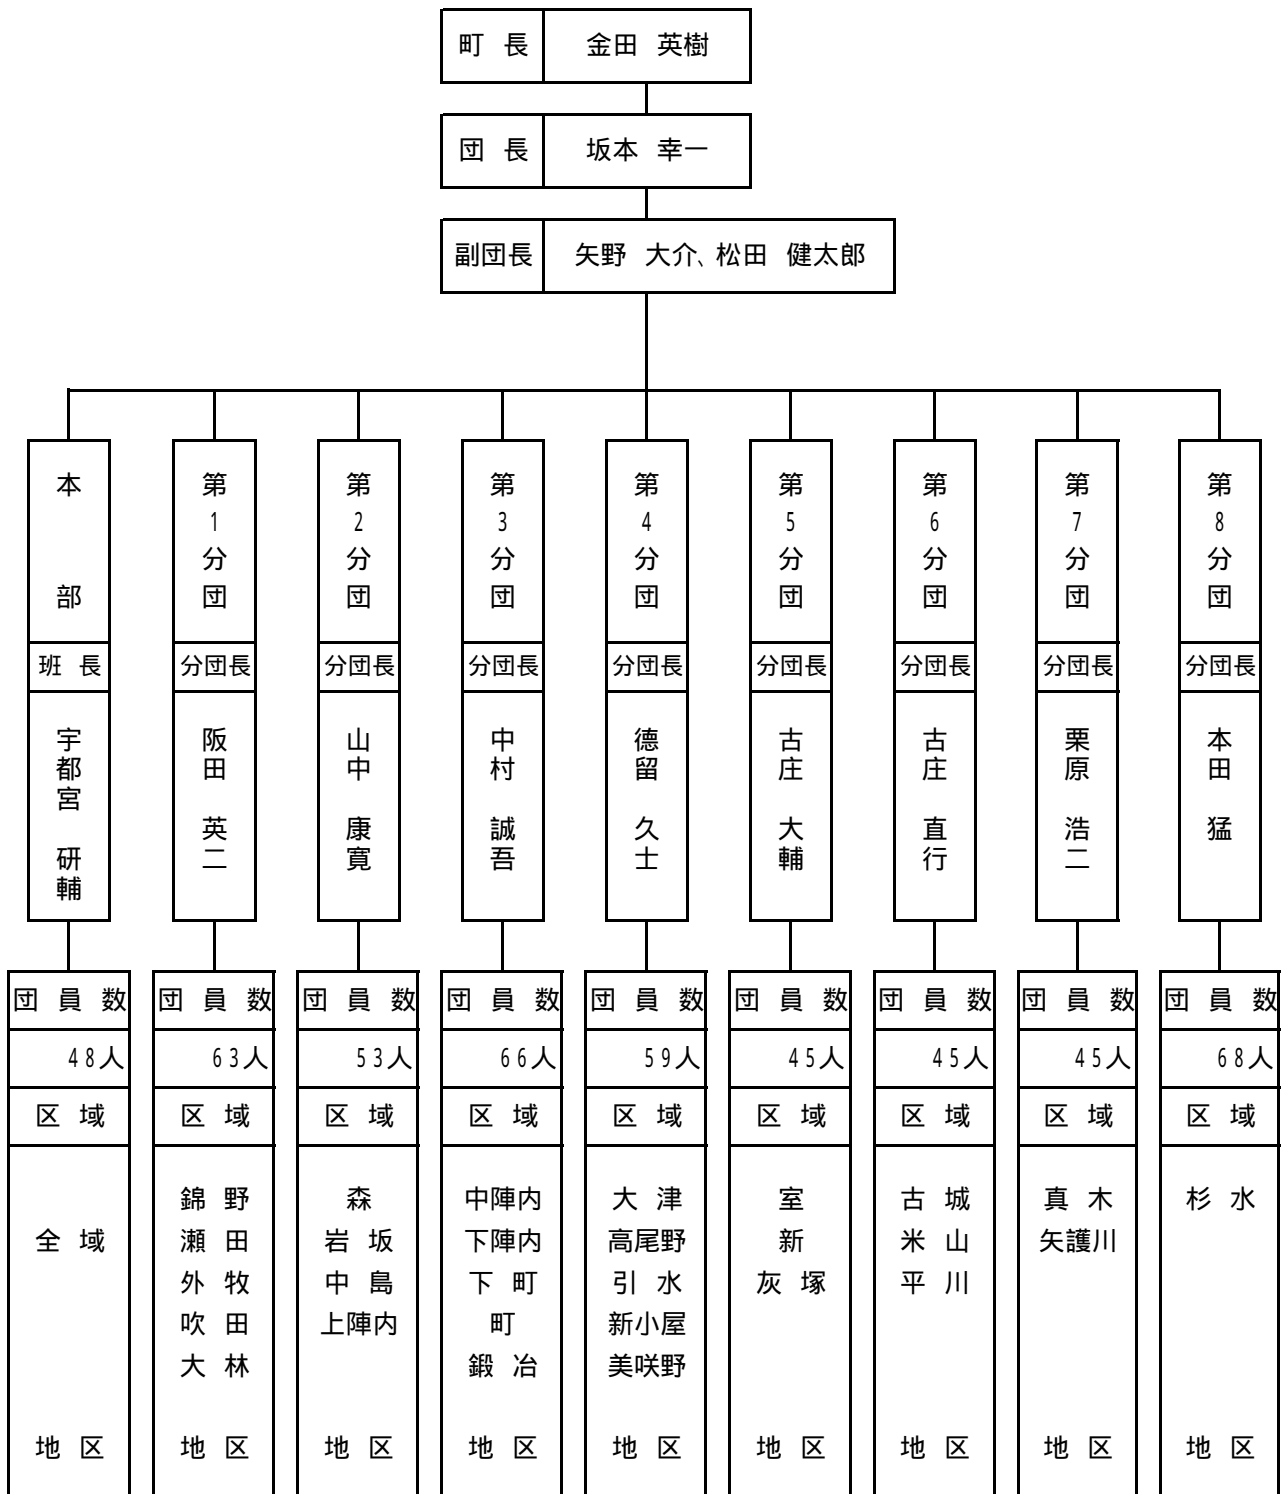 町長 金田 英樹
団長 坂本 幸一
副団長 矢野 大介、松田 健太郎
本部
班長
宇都宮 研輔
団員数
48人
区域
全域
地区
第1分団
分団長
阪田 英二
団員数
63人
区域
錦野
瀬田
外牧
吹田
大林
地区
第2分団
分団長
山中 康寛
団員数
53人
区域
森
岩坂
中島
上陣内
地区
第3分団
分団長
中村 誠吾
団員数
66人
区域
中陣内
下陣内
下町
町
鍛冶
地区
第4分団
分団長
德留 久士
団員数
59人
区域
大津
高尾野
引水
新小屋
美咲野
地区
第5分団
分団長
古庄 大輔
団員数
45人
区域
室
新
灰塚
地区
第6分団
分団長
古庄 直行
団員数
45人
区域
古城
米山
平川
地区
第7分団
分団長
栗原 浩二
団員数
45人
区域
真木
矢護川
地区
第8分団
分団長
本田 猛
団員数
68人
区域
杉水
地区